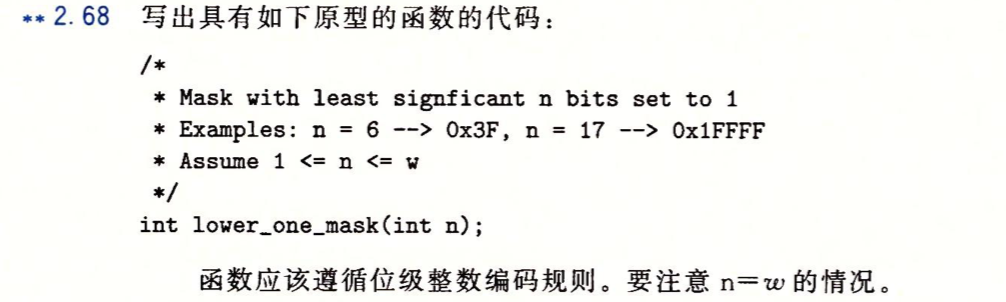 ** 2.68 写出具有如下原型的函数的代码：
/*
* Mask with least signficant n bits set to 1
* Examples: n = 6 --> 0x3F, n = 17 --> 0x1FFFF
* Assume 1 <= n <= w
*/
int lower_one_mask(int n);
函数应该遵循位级整数编码规则。要注意 n=w 的情况。